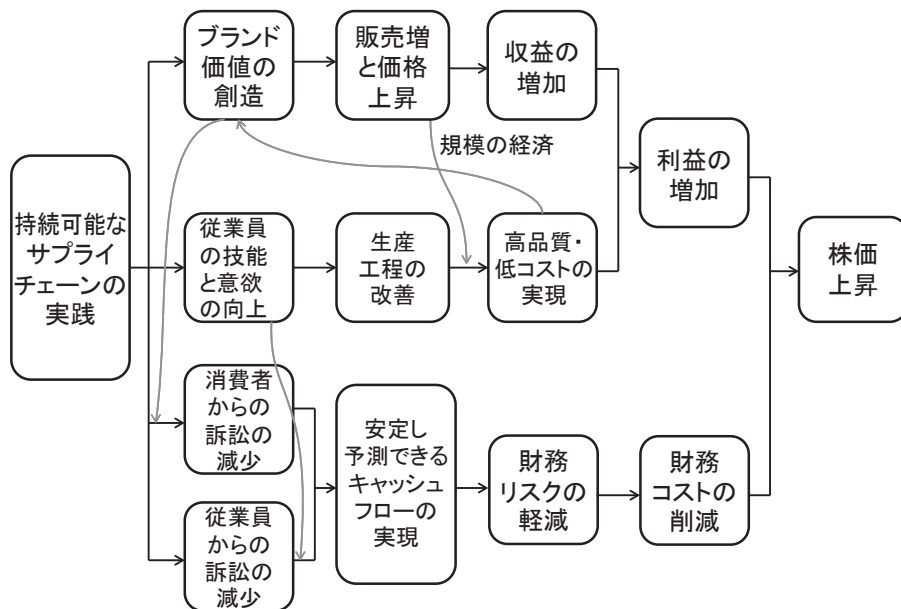 持続可能な
サプライ
チェーンの
実践
ブランド
価値の
創造
販売増
と価格
上昇
収益の
増加
規模の経済
利益の
増加
従業員
の技能
と意欲
の向上
生産
工程の
改善
高品質・
低コストの
実現
株価
上昇
消費者
からの
訴訟の
減少
従業員
からの
訴訟の
減少
安定し
予測できる
キャッシュ
フローの
実現
財務
リスクの
軽減
財務
コストの
削減